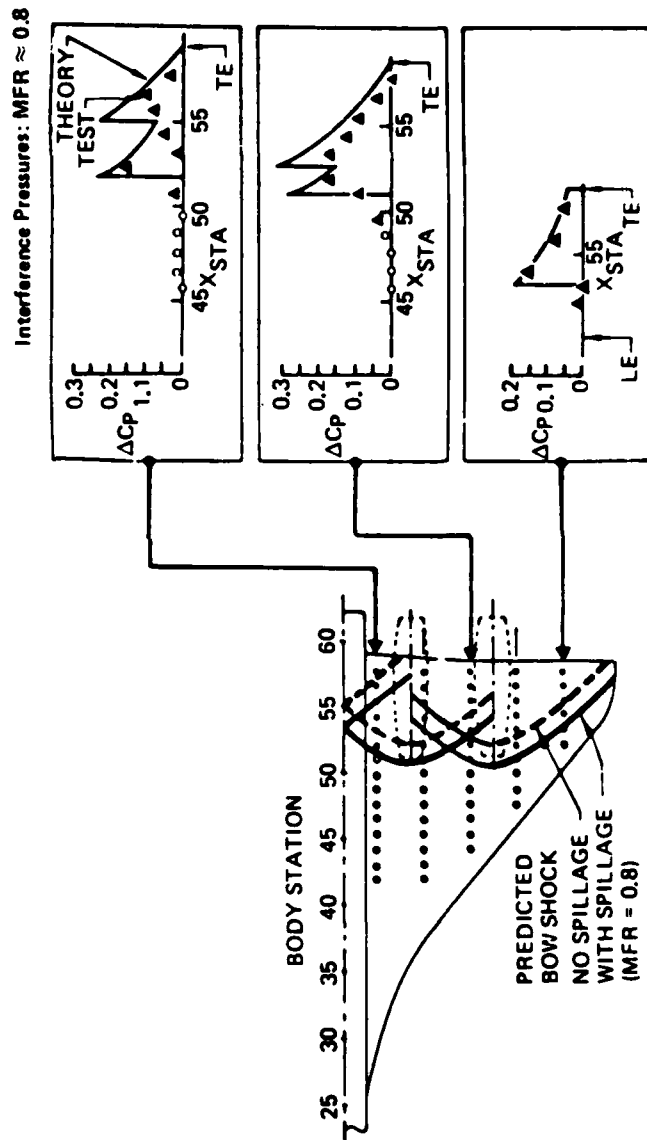 Interference Pressures: MFR ≈ 0.8
THEORY
TEST
0.3
0.2
1.1
0
ΔCP
45
50
55
XSTA
TE
0.3
0.2
0.1
0
ΔCP
45
50
55
XSTA
TE
0.2
0.1
0
ΔCP
55
XSTA
LE
TE
BODY STATION
25
30
35
40
45
50
55
60
PREDICTED
BOW SHOCK
NO SPILLAGE
WITH SPILLAGE
(MFR = 0.8)